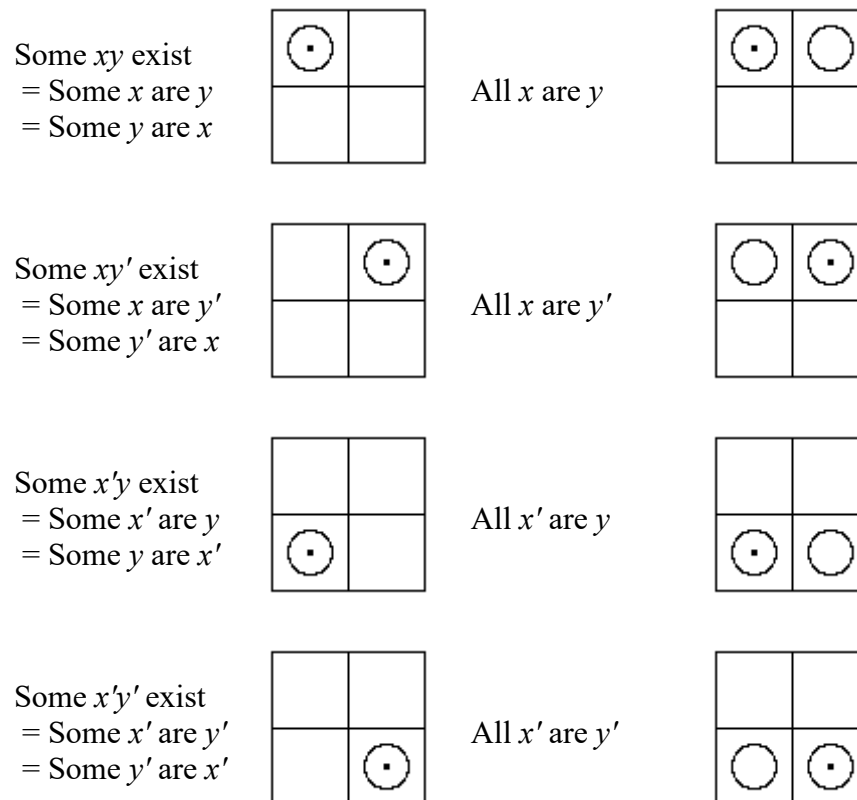 Some xy exist
= Some x are y
= Some y are x
All x are y
Some xy′ exist
= Some x are y′
= Some y′ are x
All x are y′
Some x′y exist
= Some x′ are y
= Some y are x′
All x′ are y
Some x′y′ exist
= Some x′ are y′
= Some y′ are x′
All x′ are y′